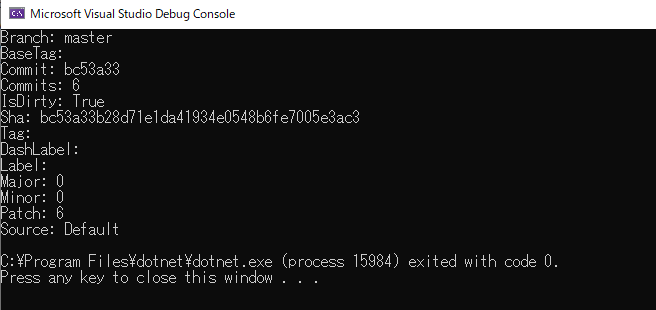 Microsoft Visual Studio Debug Console
Branch: master
BaseTag:
Commit: bc53a33
Commits: 6
IsDirty: True
Sha: bc53a33b28d71e1da41934e0548b6fe7005e3ac3
Tag:
DashLabel:
Label:
Major: 0
Minor: 0
Patch: 6
Source: Default
C:¥Program Files¥dotnet¥dotnet.exe (process 15984) exited with code 0.
Press any key to close this window . . .